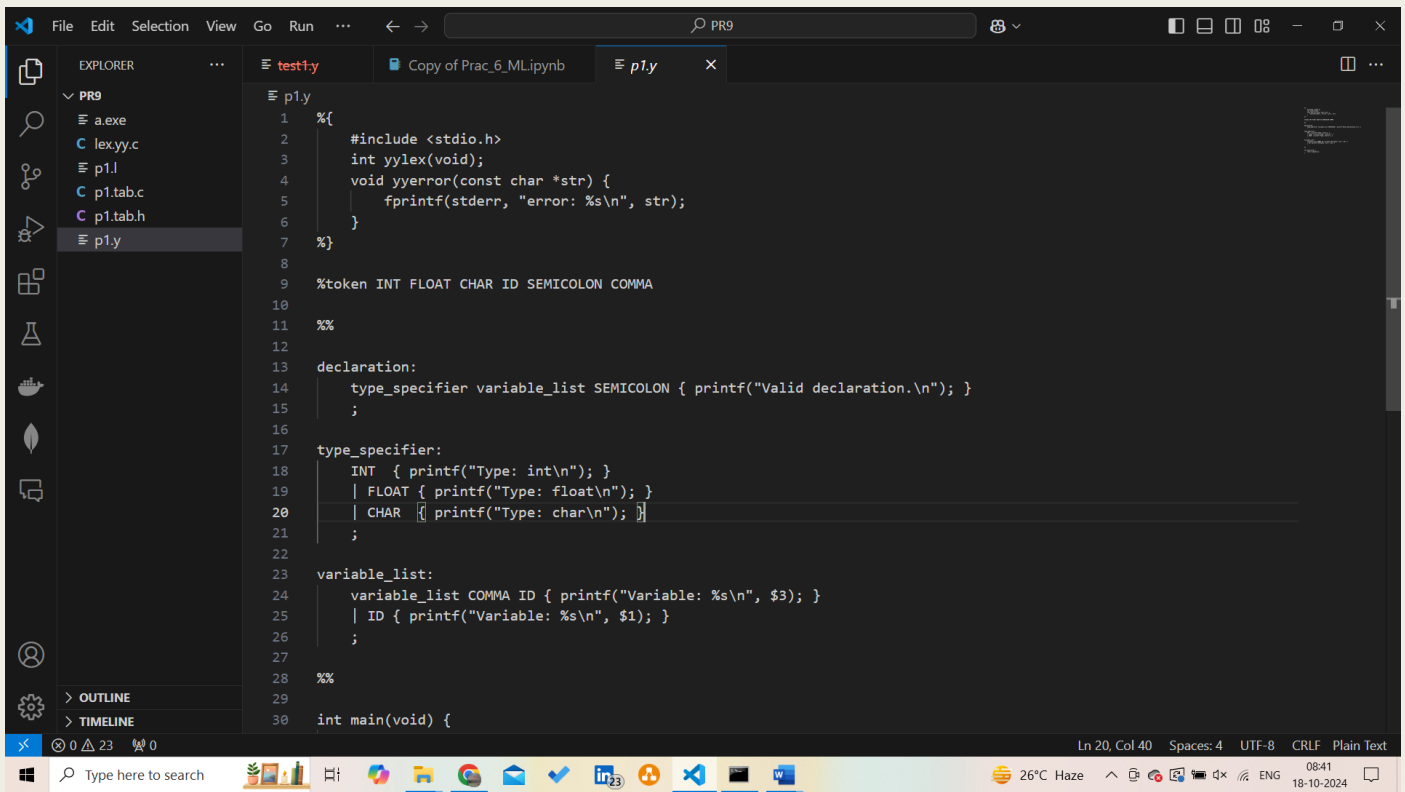 File Edit Selection View Go Run ... PR9
EXPLORER ...
test1.y
Copy of Prac_6_ML.ipynb
p1.y
PR9
a.exe
lex.yy.c
p1.l
p1.tab.c
p1.tab.h
p1.y
OUTLINE
TIMELINE
p1.y
1 %{
2 #include <stdio.h>
3 int yylex(void);
4 void yyerror(const char *str) {
5 fprintf(stderr, "error: %s\n", str);
6 }
7 %}
8
9 %token INT FLOAT CHAR ID SEMICOLON COMMA
10
11 %%
12
13 declaration:
14 type_specifier variable_list SEMICOLON { printf("Valid declaration.\n"); }
15 ;
16
17 type_specifier:
18 INT { printf("Type: int\n"); }
19 | FLOAT { printf("Type: float\n"); }
20 | CHAR { printf("Type: char\n"); }
21 ;
22
23 variable_list:
24 variable_list COMMA ID { printf("Variable: %s\n", $3); }
25 | ID { printf("Variable: %s\n", $1); }
26 ;
27
28 %%
29
30 int main(void) {
0 23 0 Ln 20, Col 40 Spaces: 4 UTF-8 CRLF Plain Text
Type here to search 23 26°C Haze ENG 08:41
18-10-2024